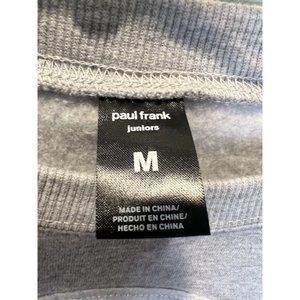 paul frank
juniors
M
MADE IN CHINA/
PRODUIT EN CHINE/
HECHO EN CHINA